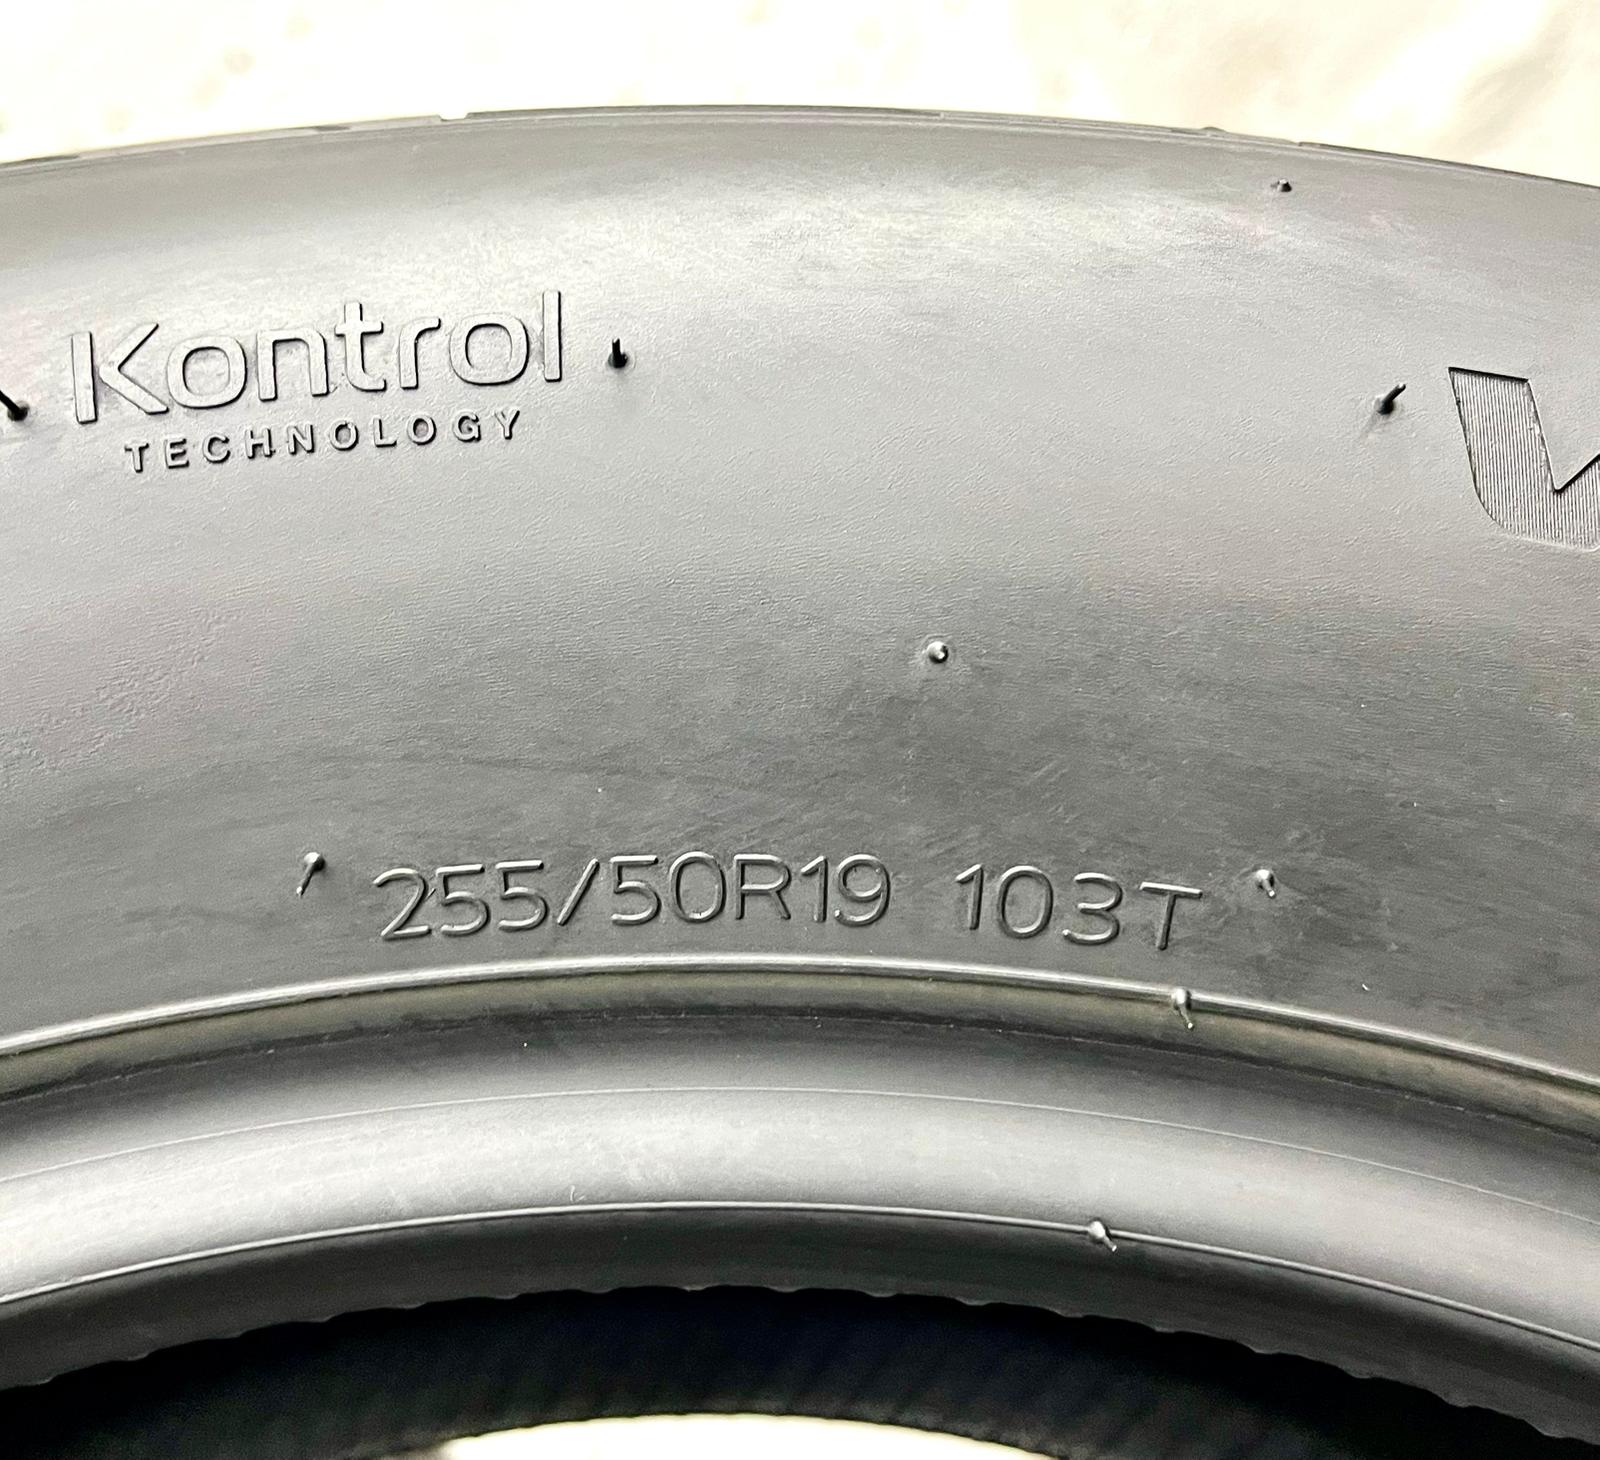 Kontrol
TECHNOLOGY
255/50R19 103T